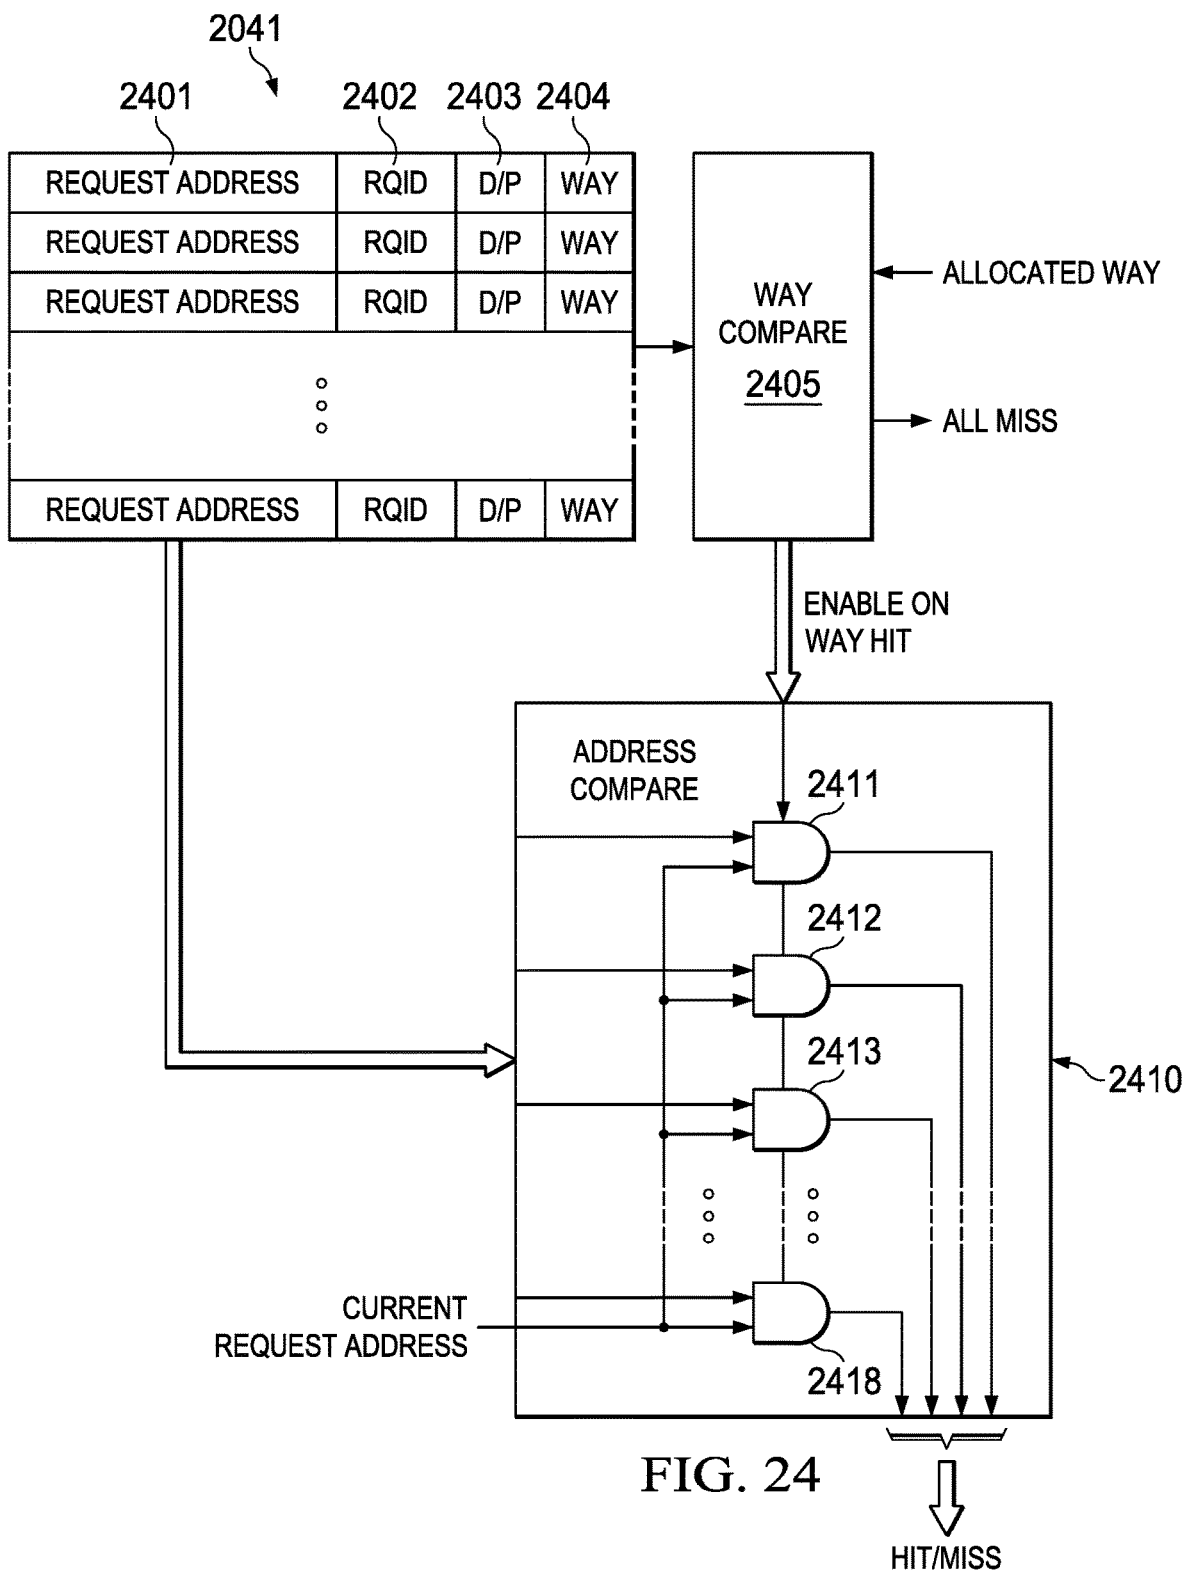 2041
2401 2402 2403 2404
REQUEST ADDRESS RQID D/P WAY
REQUEST ADDRESS RQID D/P WAY
REQUEST ADDRESS RQID D/P WAY
REQUEST ADDRESS RQID D/P WAY
WAY
COMPARE
2405
ALLOCATED WAY
ALL MISS
ENABLE ON
WAY HIT
ADDRESS
COMPARE
2411
2412
2413
2410
CURRENT
REQUEST ADDRESS
2418
FIG. 24
HIT/MISS